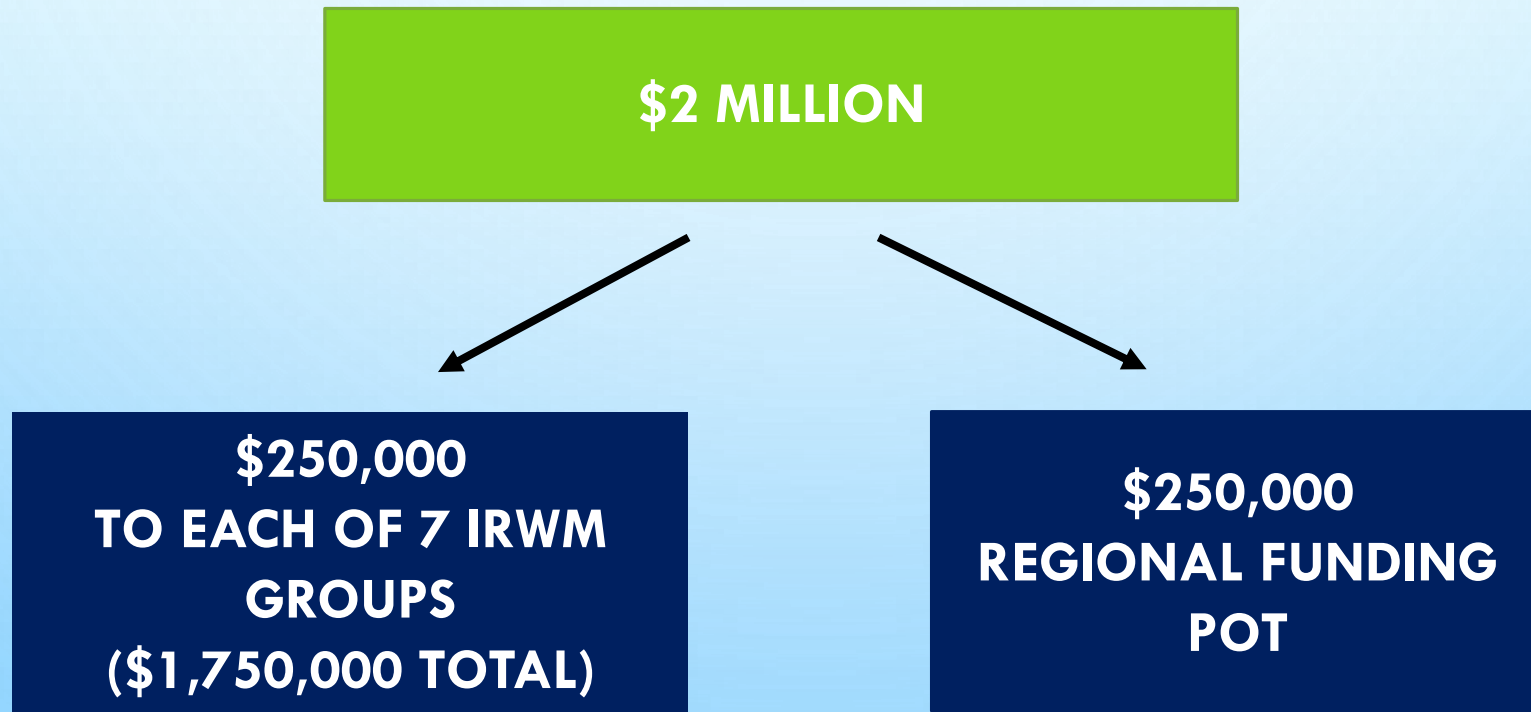 $2 MILLION
$250,000
TO EACH OF 7 IRWM
GROUPS
($1,750,000 TOTAL)
$250,000
REGIONAL FUNDING
POT